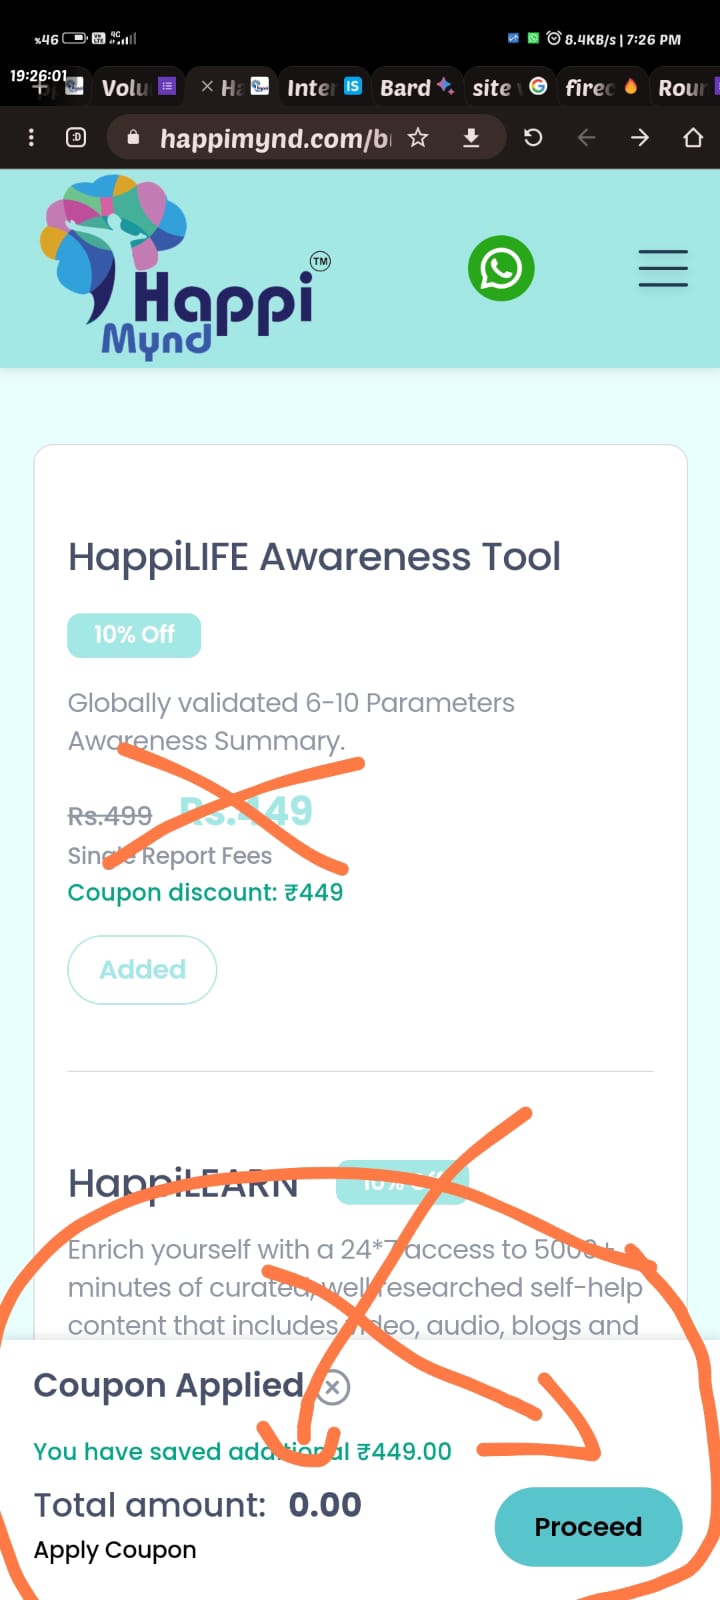 %46 4G 8.4KB/s | 7:26 PM
19:26:01
Volu Ha Inte IS Bard site G firec Rour
:D happimynd.com/b
Happi TM
Mynd
HappiLIFE Awareness Tool
10% Off
Globally validated 6-10 Parameters
Awareness Summary.
Rs.499 Rs.449
Single Report Fees
Coupon discount: ₹449
Added
HappiLEARN 10% Off
Enrich yourself with a 24*7 access to 5000+
minutes of curated, well researched self-help
content that includes video, audio, blogs and
Coupon Applied
You have saved additional ₹449.00
Total amount: 0.00
Apply Coupon
Proceed